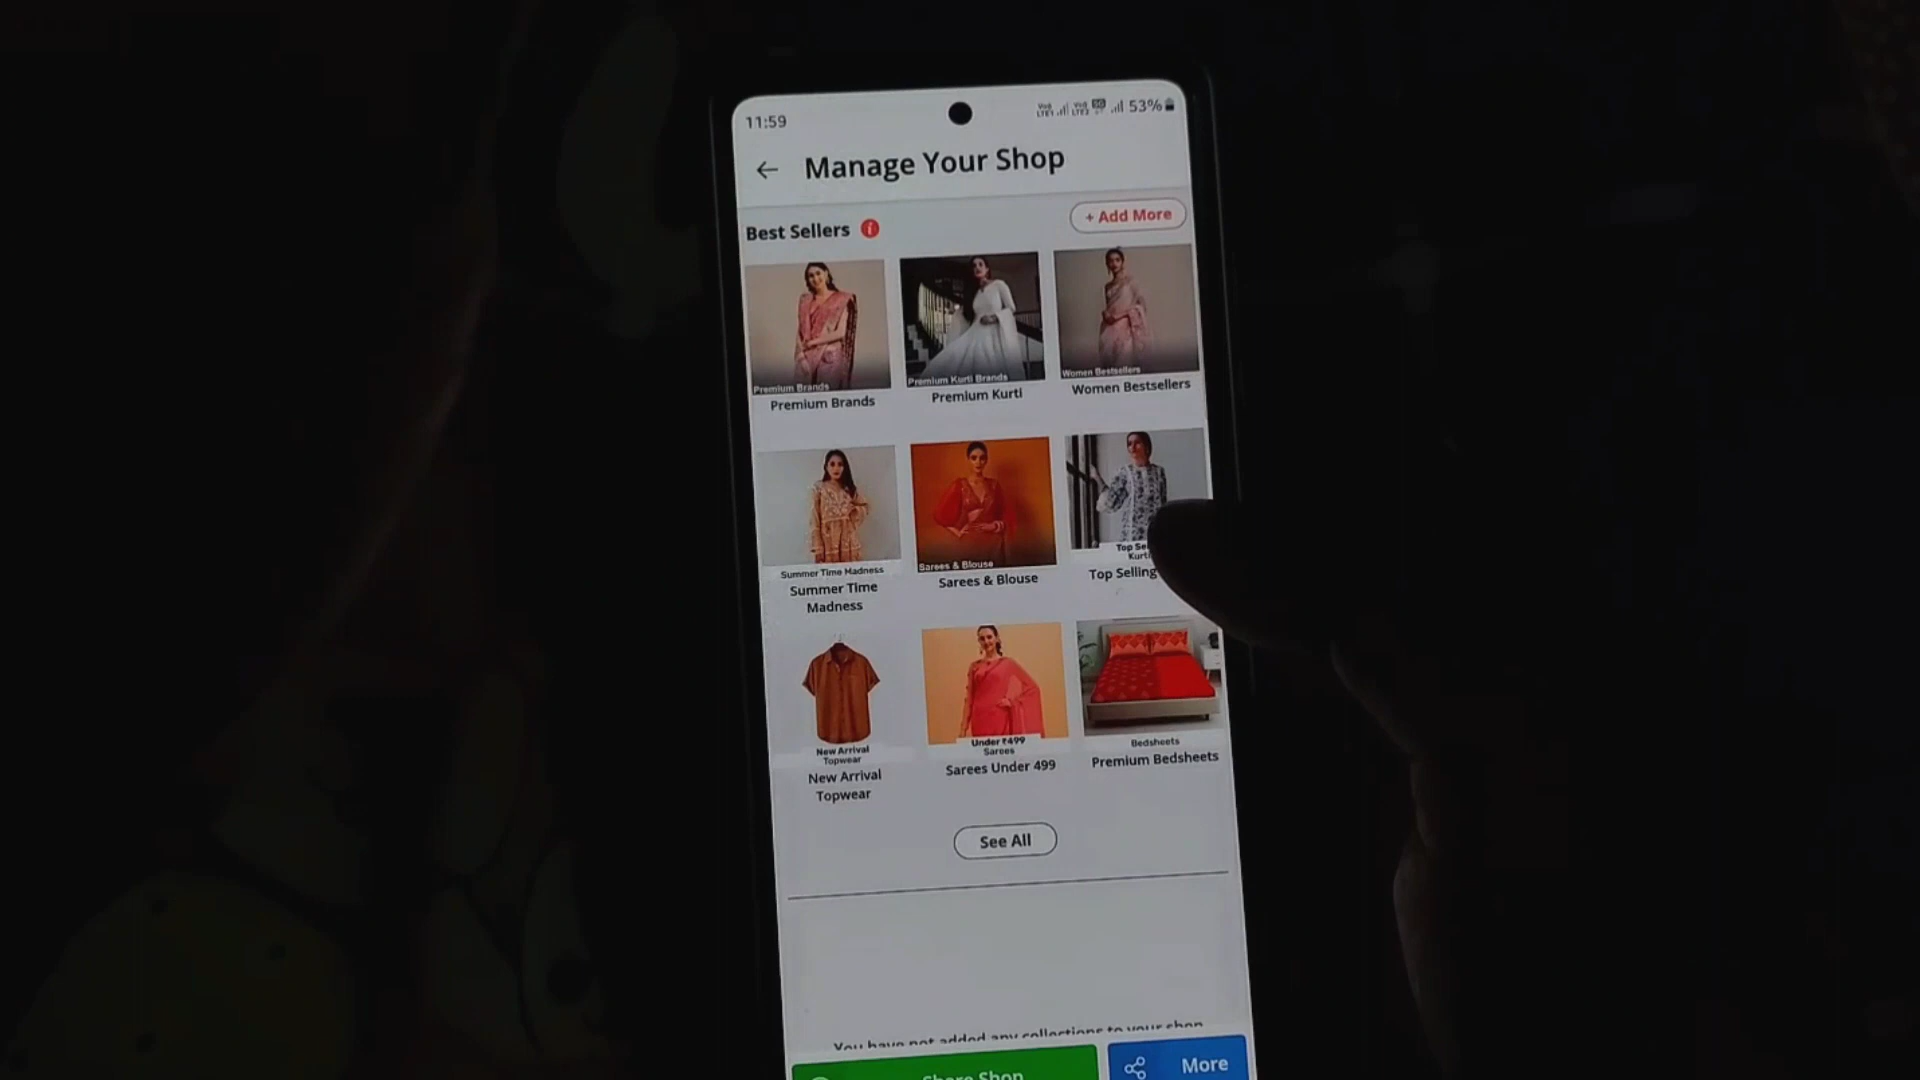 11:59
53%
Manage Your Shop
Best Sellers
+ Add More
Premium Brands
Premium Kurti Brands
Women Bestsellers
Premium Brands
Premium Kurti
Women Bestsellers
Summer Time Madness
Sarees & Blouse
Top Se
Kurti
Summer Time
Madness
Sarees & Blouse
Top Selling
New Arrival
Topwear
Under ₹499
Sarees
Bedsheets
New Arrival
Topwear
Sarees Under 499
Premium Bedsheets
See All
You have not added any collections to your shop
Share Shop
More